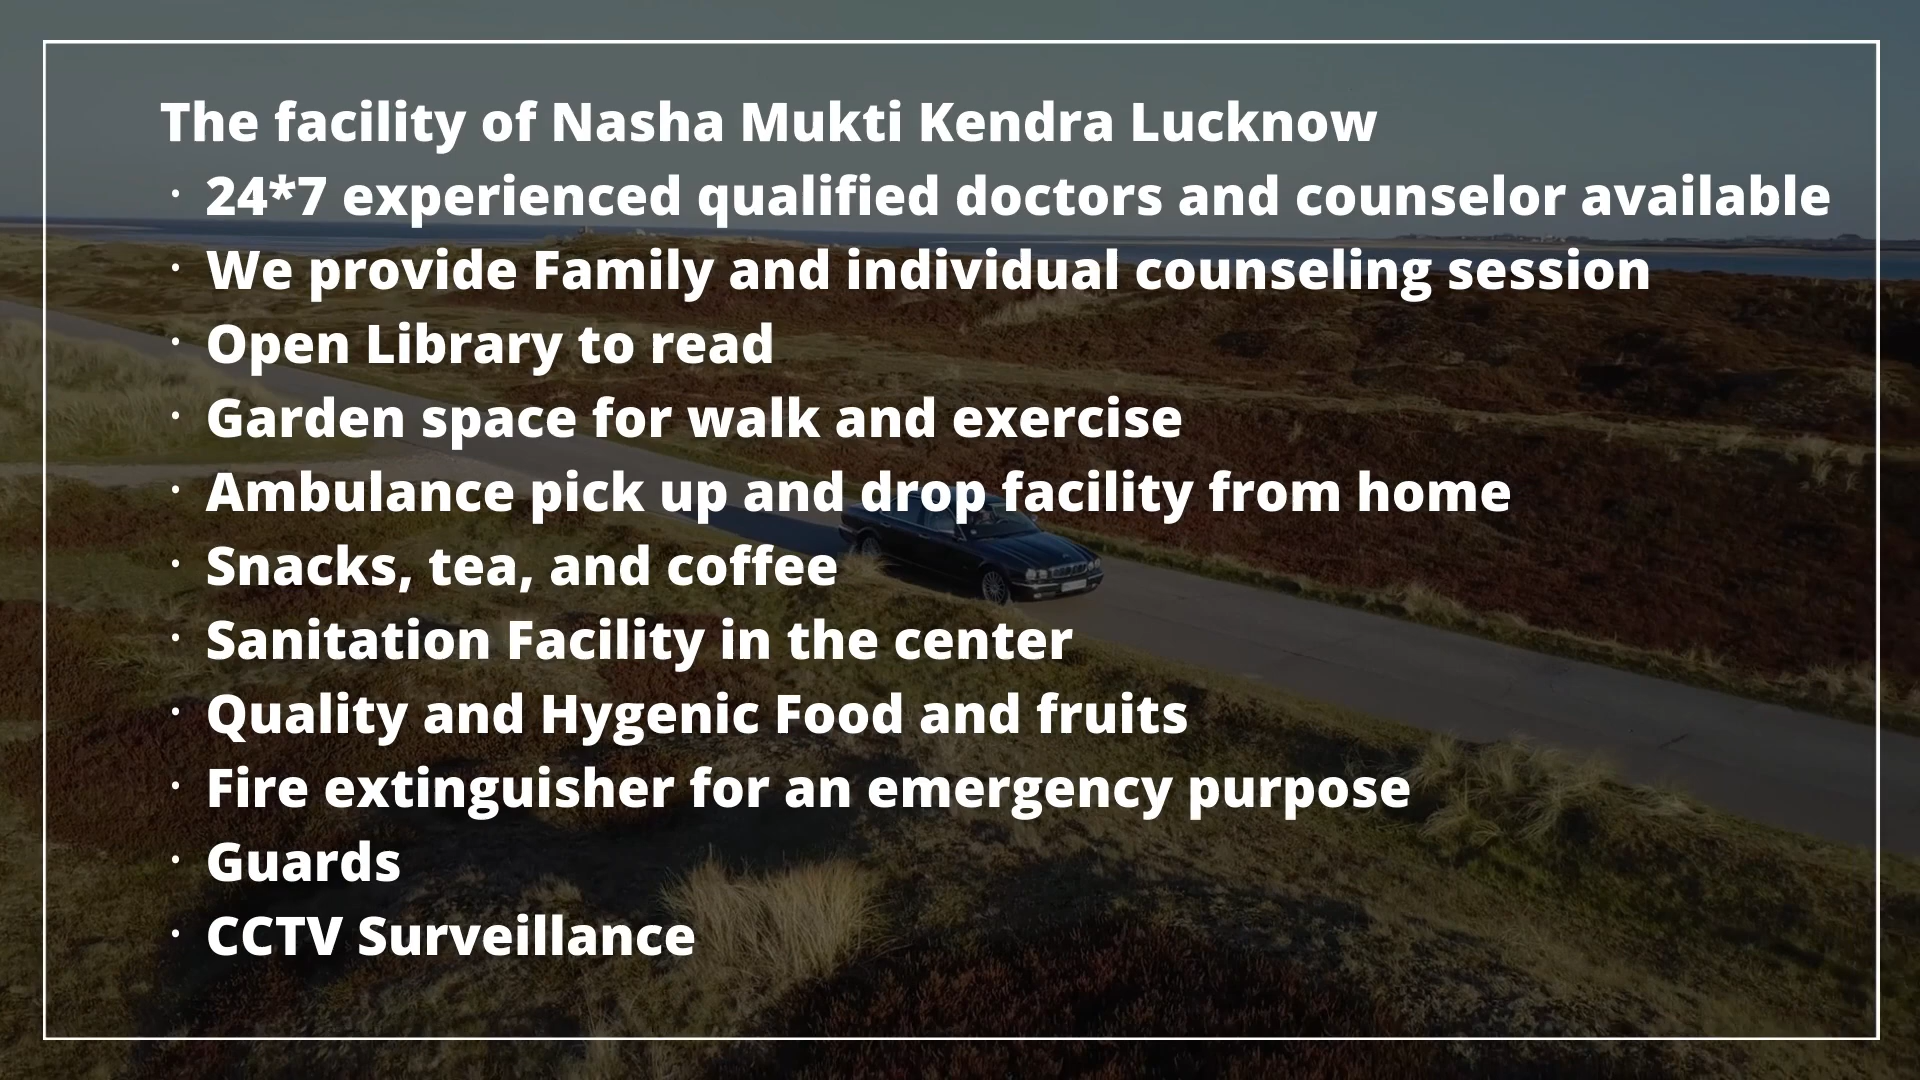 The facility of Nasha Mukti Kendra Lucknow
· 24*7 experienced qualified doctors and counselor available
· We provide Family and individual counseling session
· Open Library to read
· Garden space for walk and exercise
· Ambulance pick up and drop facility from home
· Snacks, tea, and coffee
· Sanitation Facility in the center
· Quality and Hygenic Food and fruits
· Fire extinguisher for an emergency purpose
· Guards
· CCTV Surveillance